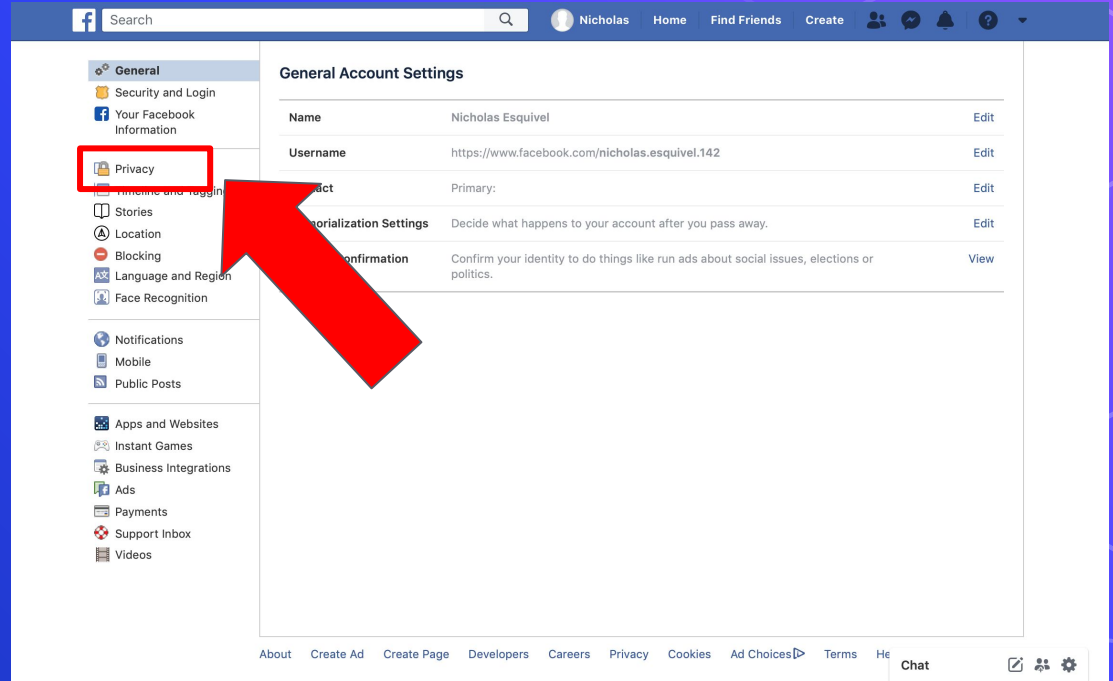 Search
Nicholas Home Find Friends Create
General
Security and Login
Your Facebook
Information
Privacy
Timeline and Tagging
Stories
Location
Blocking
Language and Region
Face Recognition
Notifications
Mobile
Public Posts
Apps and Websites
Instant Games
Business Integrations
Ads
Payments
Support Inbox
Videos
General Account Settings
Name Nicholas Esquivel Edit
Username https://www.facebook.com/nicholas.esquivel.142 Edit
Primary: Edit
Settings Decide what happens to your account after you pass away. Edit
Confirm your identity to do things like run ads about social issues, elections or
politics.
View
About Create Ad Create Page Developers Careers Privacy Cookies Ad Choices Terms
Chat